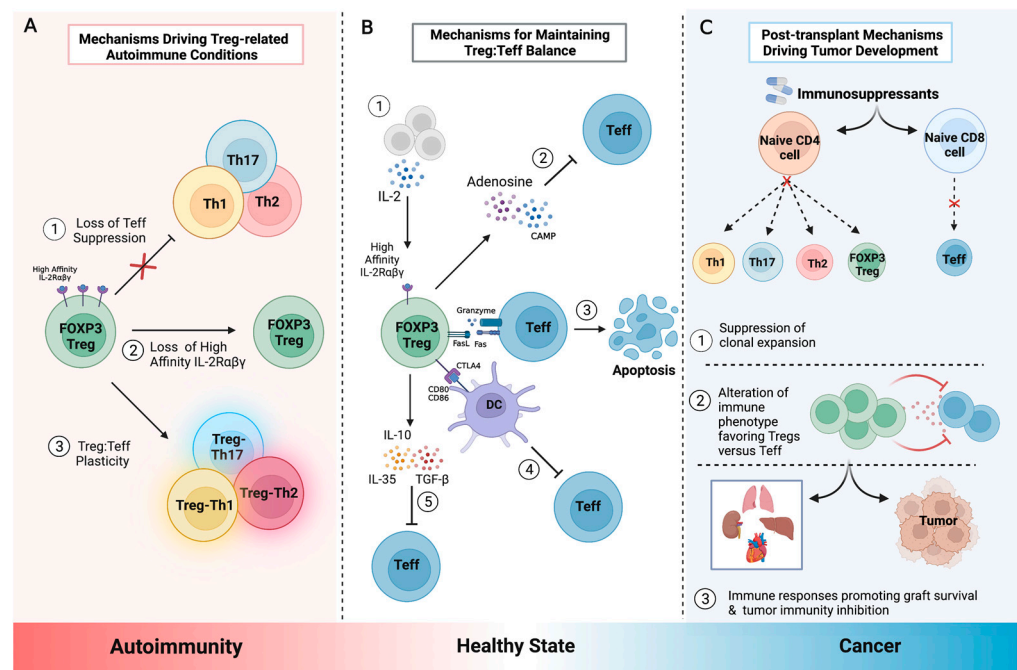 A
Mechanisms Driving Treg-related
Autoimmune Conditions
Th17
Th1
Th2
1
Loss of Teff
Suppression
High Affinity
IL-2Rαβγ
FOXP3
Treg
FOXP3
Treg
2
Loss of High
Affinity IL-2Rαβγ
3
Treg:Teff
Plasticity
Treg-
Th17
Treg-Th1
Treg-Th2
B
Mechanisms for Maintaining
Treg:Teff Balance
1
IL-2
2
Teff
Adenosine
CAMP
High
Affinity
IL-2Rαβγ
FOXP3
Treg
Granzyme
FasL
Fas
Teff
3
Apoptosis
CTLA4
CD80
CD86
DC
4
Teff
IL-10
IL-35
TGF-β
5
Teff
C
Post-transplant Mechanisms
Driving Tumor Development
Immunosuppressants
Naive CD4
cell
Naive CD8
cell
Th1
Th17
Th2
FOXP3
Treg
Teff
1
Suppression of
clonal expansion
2
Alteration of
immune
phenotype
favoring Tregs
versus Teff
Tumor
3
Immune responses promoting graft survival
& tumor immunity inhibition
Autoimmunity
Healthy State
Cancer